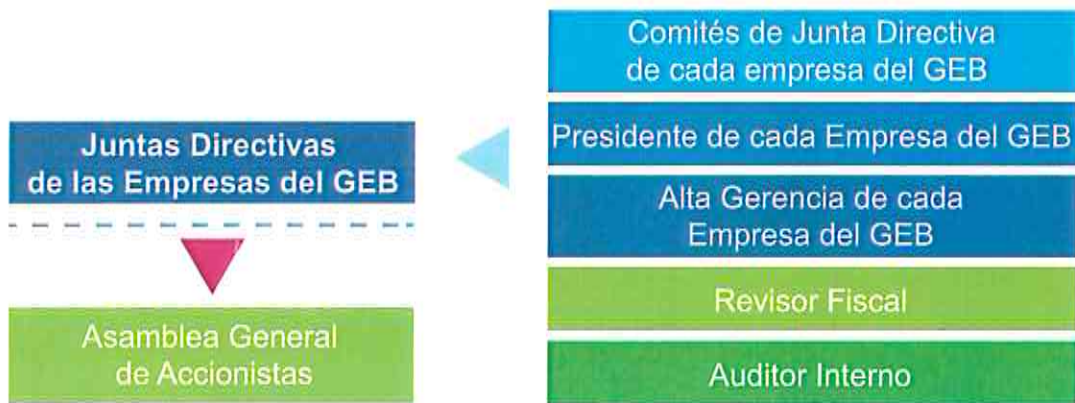 Juntas Directivas
de las Empresas del GEB
Asamblea General
de Accionistas
Comités de Junta Directiva
de cada empresa del GEB
Presidente de cada Empresa del GEB
Alta Gerencia de cada
Empresa del GEB
Revisor Fiscal
Auditor Interno